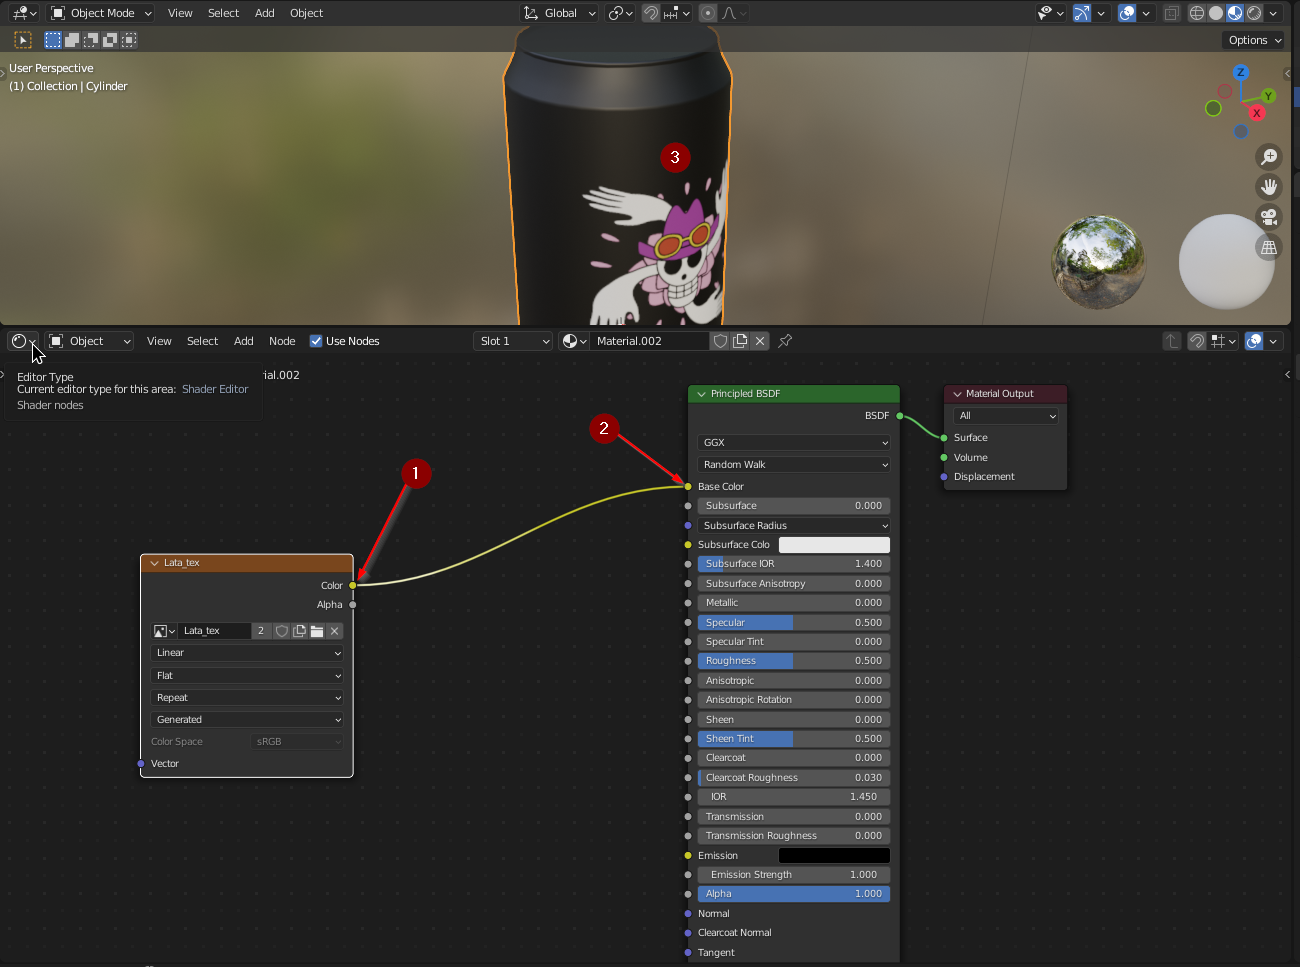 Object Mode View Select Add Object Global
Options
User Perspective
(1) Collection | Cylinder
Z
Y
X
3
Object View Select Add Node Use Nodes Slot 1 Material.002
Editor Type
Current editor type for this area: Shader Editor
Shader nodes
ial.002
1
2
Lata_tex
Color
Alpha
Lata_tex 2
Linear
Flat
Repeat
Generated
Color Space sRGB
Vector
Principled BSDF
BSDF
GGX
Random Walk
Base Color
Subsurface 0.000
Subsurface Radius
Subsurface Colo
Subsurface IOR 1.400
Subsurface Anisotropy 0.000
Metallic 0.000
Specular 0.500
Specular Tint 0.000
Roughness 0.500
Anisotropic 0.000
Anisotropic Rotation 0.000
Sheen 0.000
Sheen Tint 0.500
Clearcoat 0.000
Clearcoat Roughness 0.030
IOR 1.450
Transmission 0.000
Transmission Roughness 0.000
Emission
Emission Strength 1.000
Alpha 1.000
Normal
Clearcoat Normal
Tangent
Material Output
All
Surface
Volume
Displacement